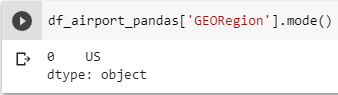 df_airport_pandas['GEORegion'].mode()
0    US
dtype: object